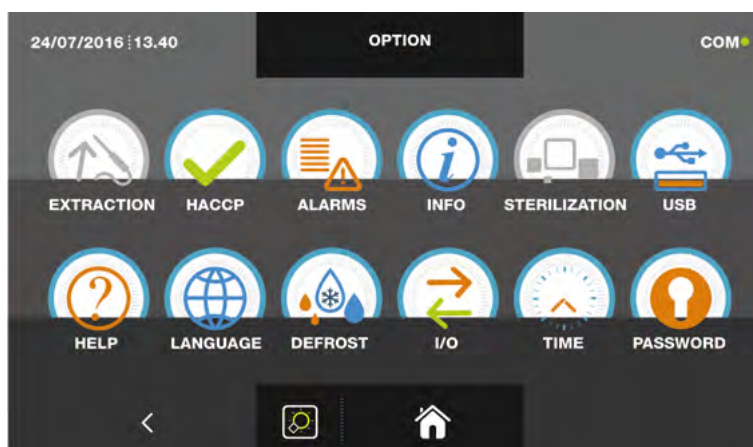 24/07/2016 13.40 OPTION COM
EXTRACTION HACCP ALARMS INFO STERILIZATION USB
HELP LANGUAGE DEFROST I/O TIME PASSWORD